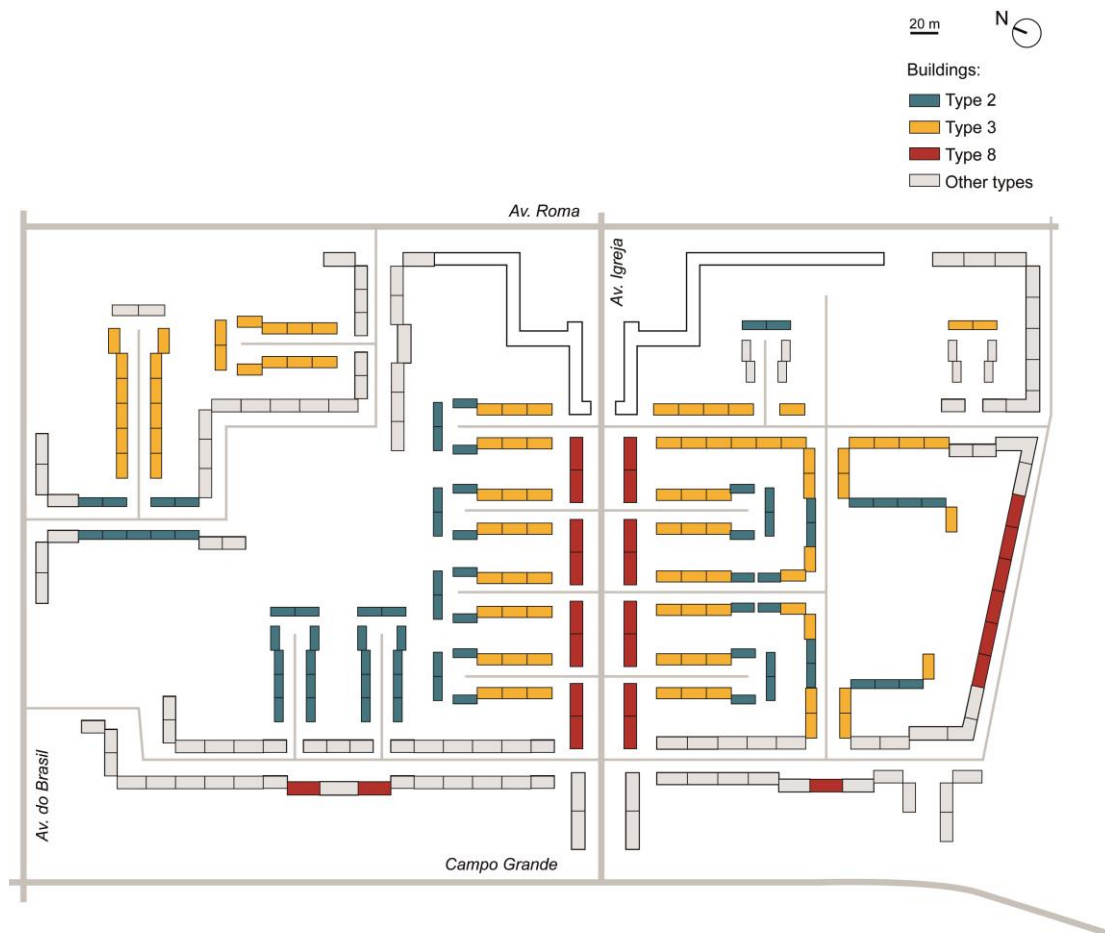 20 m
N
Buildings:
Type 2
Type 3
Type 8
Other types
Av. Roma
Av. Igreja
Av. do Brasil
Campo Grande